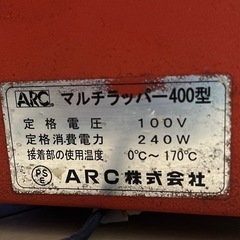 ARC マルチラッパー400型
定格電圧 100V
定格消費電力 240W
接着部の使用温度 0℃～170℃
PSE ARC株式会社